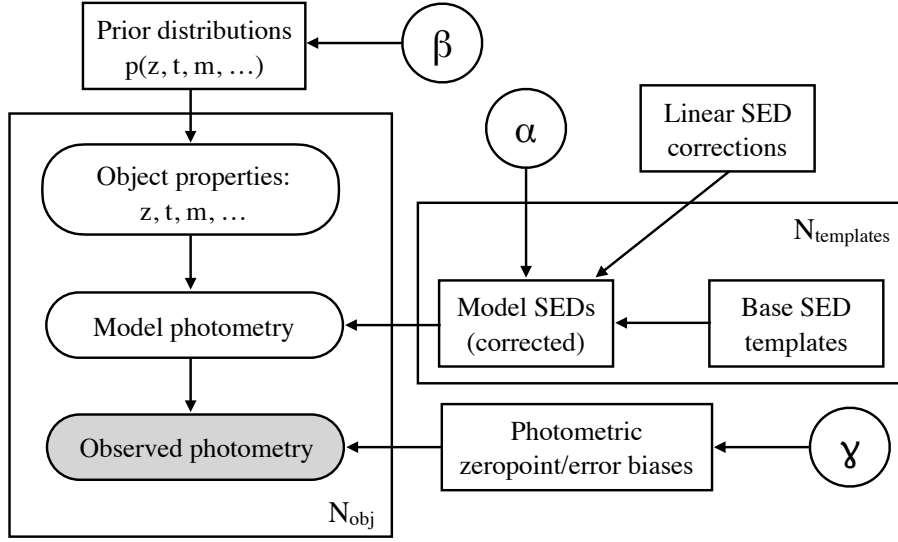 Prior distributions
p(z, t, m, …)
β
α
Linear SED
corrections
Object properties:
z, t, m, …
N_templates
Model photometry
Model SEDs
(corrected)
Base SED
templates
Observed photometry
Photometric
zeropoint/error biases
γ
N_obj